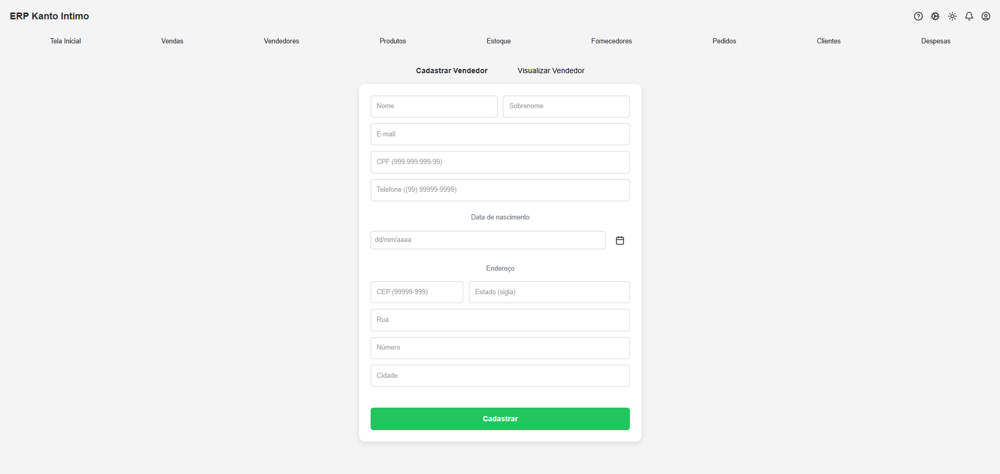 ERP Kanto Intimo
Tela Inicial Vendas Vendedores Produtos Estoque Fornecedores Pedidos Clientes Despesas
Cadastrar Vendedor Visualizar Vendedor
Nome Sobrenome
E-mail
CPF (999.999.999-99)
Telefone ((99) 99999-9999)
Data de nascimento
dd/mm/aaaa
Endereço
CEP (99999-999) Estado (sigla)
Rua
Número
Cidade
Cadastrar